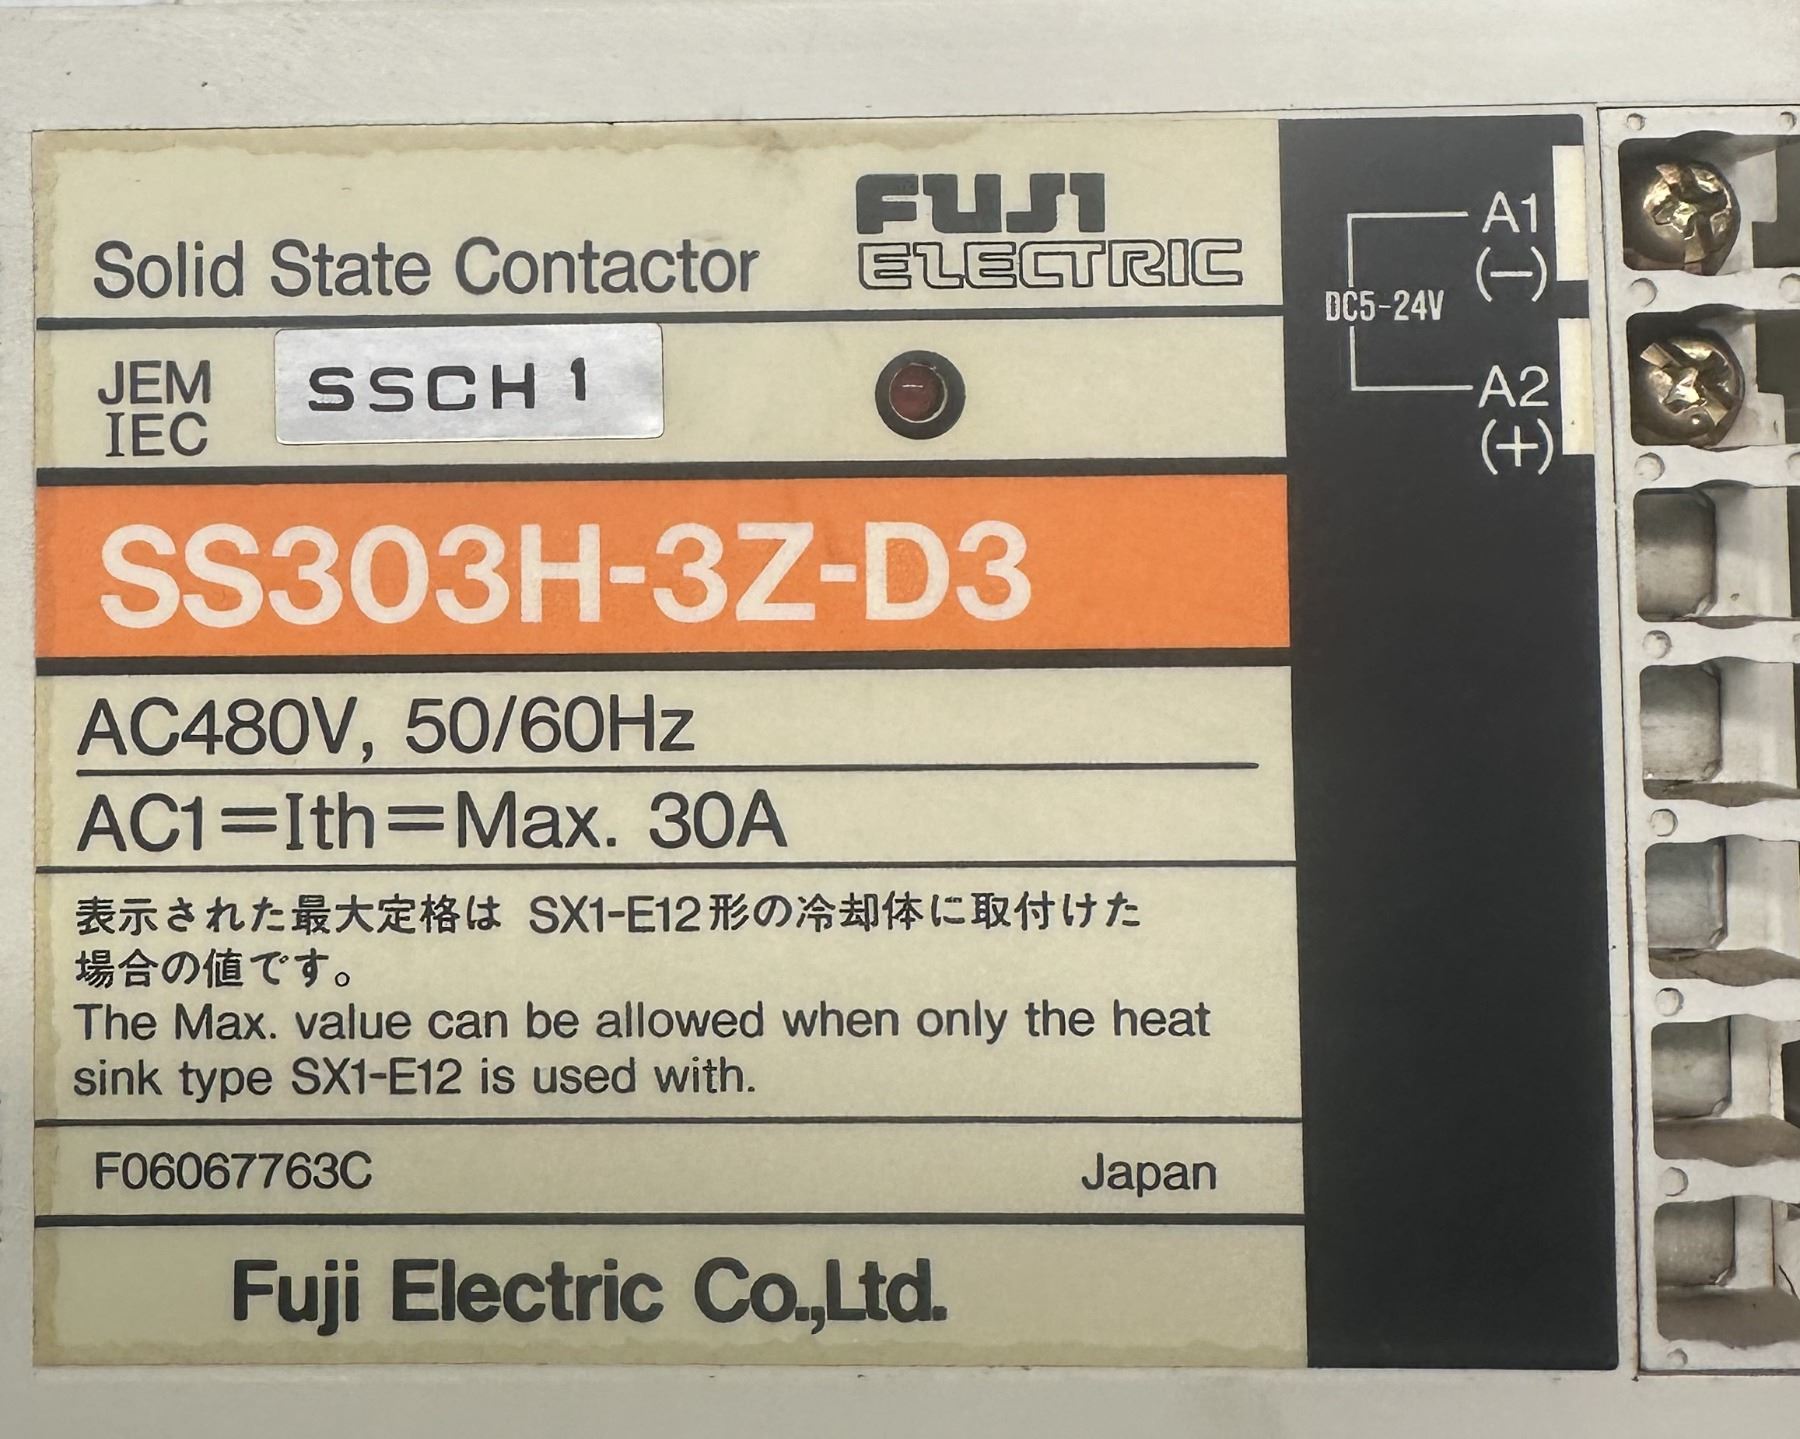 Solid State Contactor
FUJI
ELECTRIC
JEM
IEC
SSCH1
SS303H-3Z-D3
AC480V, 50/60Hz
AC1=Ith=Max. 30A
表示された最大定格は SX1-E12形の冷却体に取付けた
場合の値です。
The Max. value can be allowed when only the heat
sink type SX1-E12 is used with.
F06067763C
Japan
Fuji Electric Co.,Ltd.
A1
(−)
DC5-24V
A2
(+)